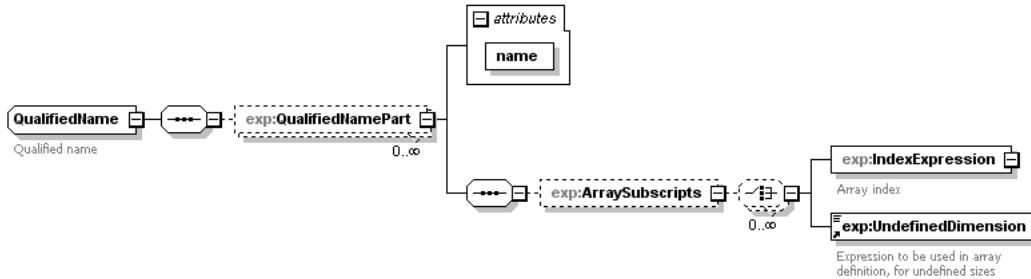 attributes
name
QualifiedName
Qualified name
exp:QualifiedNamePart
0..∞
exp:ArraySubscripts
0..∞
exp:IndexExpression
Array index
exp:UndefinedDimension
Expression to be used in array
definition, for undefined sizes